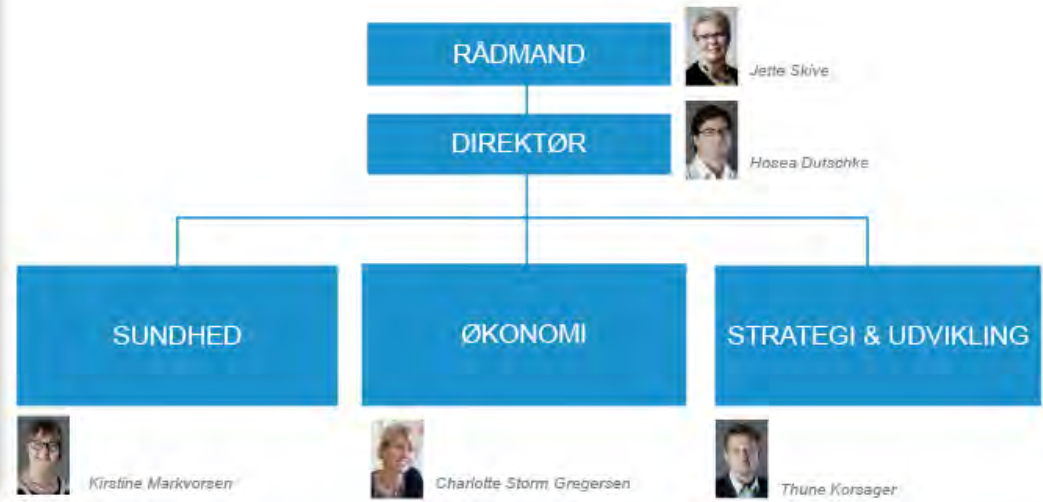 RÅDMAND
Jette Skive
DIREKTØR
Hosea Dutschke
SUNDHED
ØKONOMI
STRATEGI & UDVIKLING
Kirstine Markvorsen
Charlotte Storm Gregersen
Thune Korsager